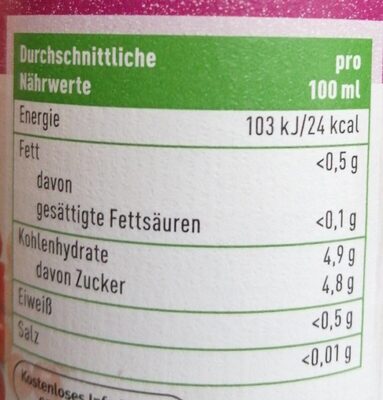 Durchschnittliche pro
Nährwerte 100 ml
Energie 103 kJ/24 kcal
Fett <0,5 g
davon
gesättigte Fettsäuren <0,1 g
Kohlenhydrate 4,9 g
davon Zucker 4,8 g
Eiweiß <0,5 g
Salz <0,01 g
Kostenloses